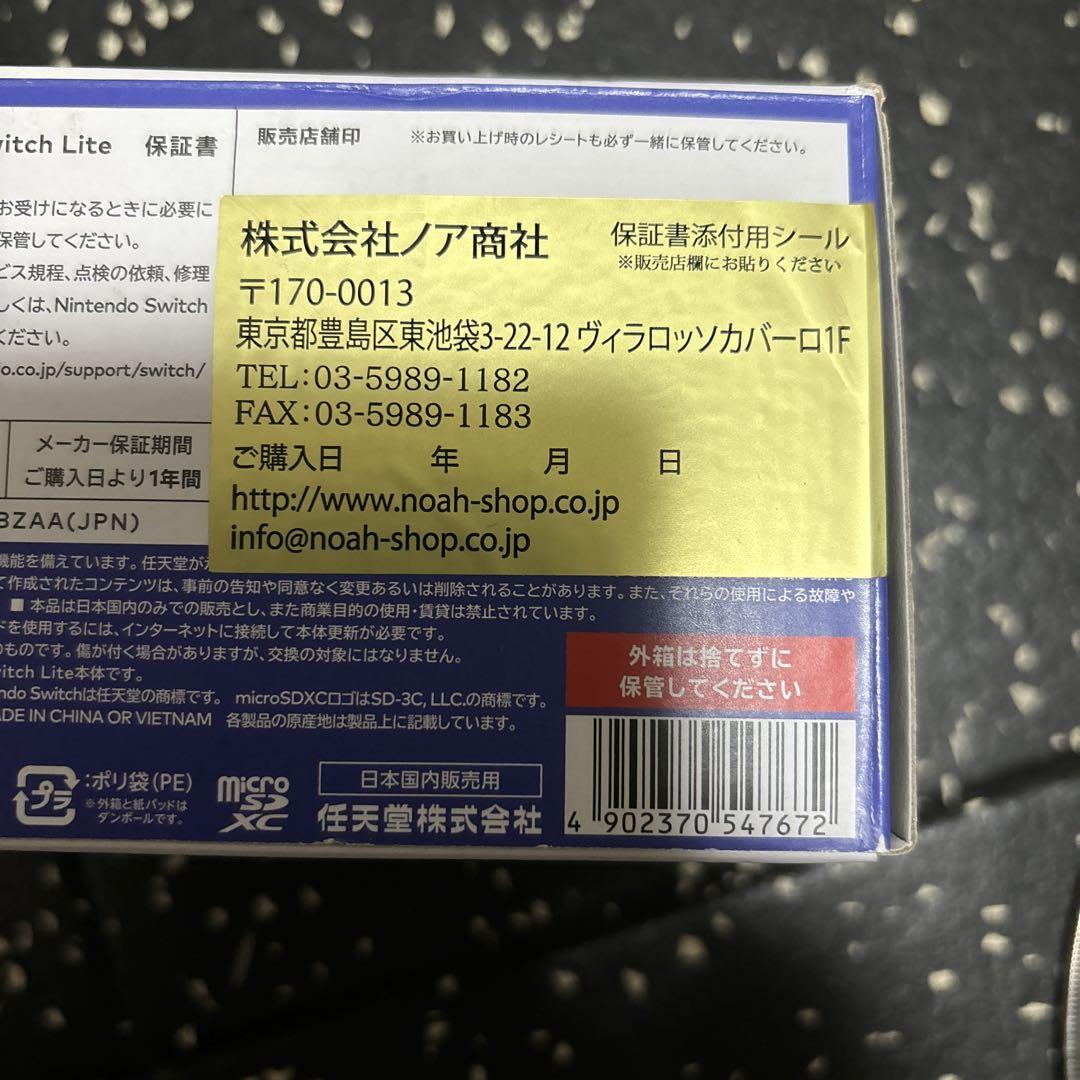 witch Lite 保証書
販売店舗印 ※お買い上げ時のレシートも必ず一緒に保管してください。
お受けになるときに必要に
保管してください。
ビス規程、点検の依頼、修理
しくは、Nintendo Switch
ください。
o.co.jp/support/switch/
メーカー保証期間
ご購入日より1年間
BZAA(JPN)
株式会社ノア商社
保証書添付用シール
※販売店欄にお貼りください
〒170-0013
東京都豊島区東池袋3-22-12 ヴィラロッソカバーロ1F
TEL:03-5989-1182
FAX:03-5989-1183
ご購入日 年 月 日
http://www.noah-shop.co.jp
info@noah-shop.co.jp
機能を備えています。任天堂が
て作成されたコンテンツは、事前の告知や同意なく変更あるいは削除されることがあります。また、それらの使用による故障や
■ 本品は日本国内のみでの販売とし、また商業目的の使用・賃貸は禁止されています。
ドを使用するには、インターネットに接続して本体更新が必要です。
のものです。傷が付く場合がありますが、交換の対象にはなりません。
witch Lite本体です。
ndo Switchは任天堂の商標です。 microSDXCロゴはSD-3C, LLC.の商標です。
ADE IN CHINA OR VIETNAM 各製品の原産地は製品上に記載しています。
外箱は捨てずに
保管してください
プラ
:ポリ袋(PE)
※外箱と紙パッドは
ダンボールです。
micro
SD
XC
日本国内販売用
任天堂株式会社
4 902370 547672